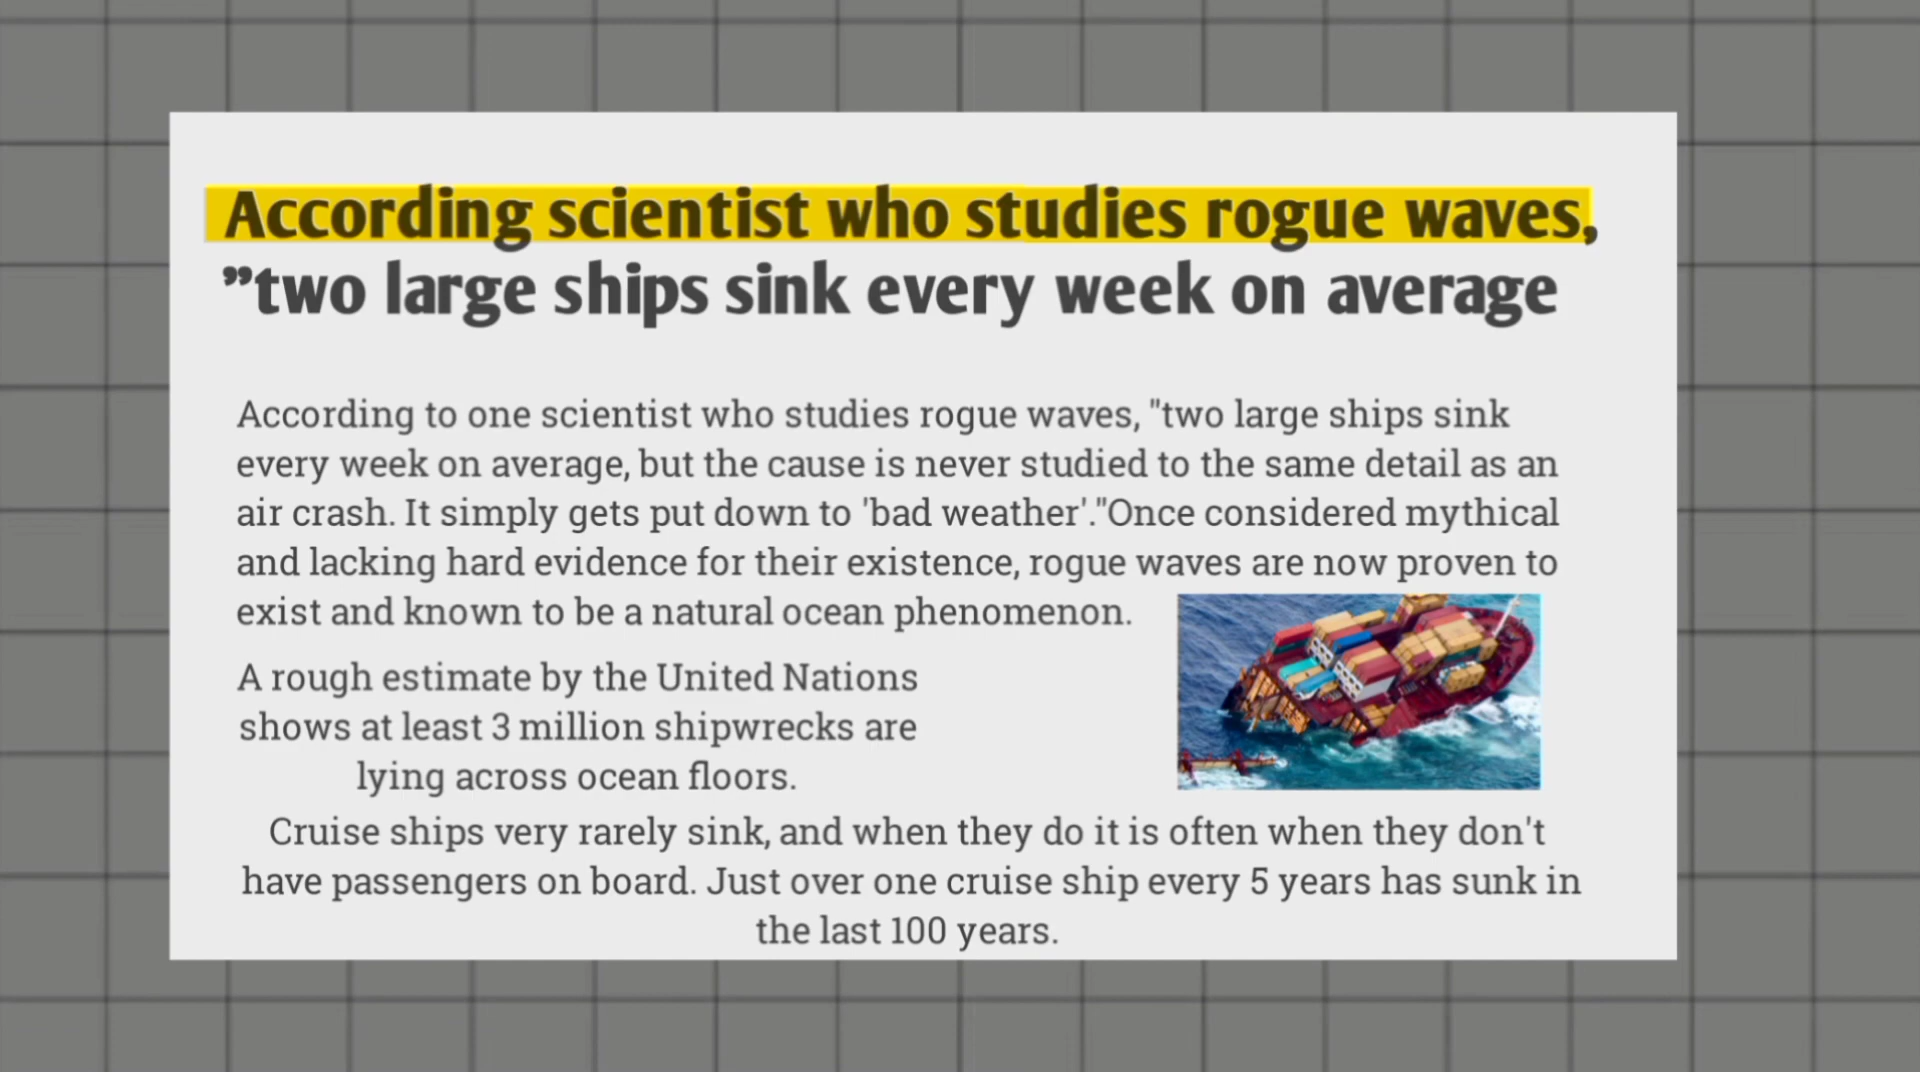 According scientist who studies rogue waves,
”two large ships sink every week on average
According to one scientist who studies rogue waves, "two large ships sink
every week on average, but the cause is never studied to the same detail as an
air crash. It simply gets put down to 'bad weather'."Once considered mythical
and lacking hard evidence for their existence, rogue waves are now proven to
exist and known to be a natural ocean phenomenon.
A rough estimate by the United Nations
shows at least 3 million shipwrecks are
lying across ocean floors.
Cruise ships very rarely sink, and when they do it is often when they don't
have passengers on board. Just over one cruise ship every 5 years has sunk in
the last 100 years.